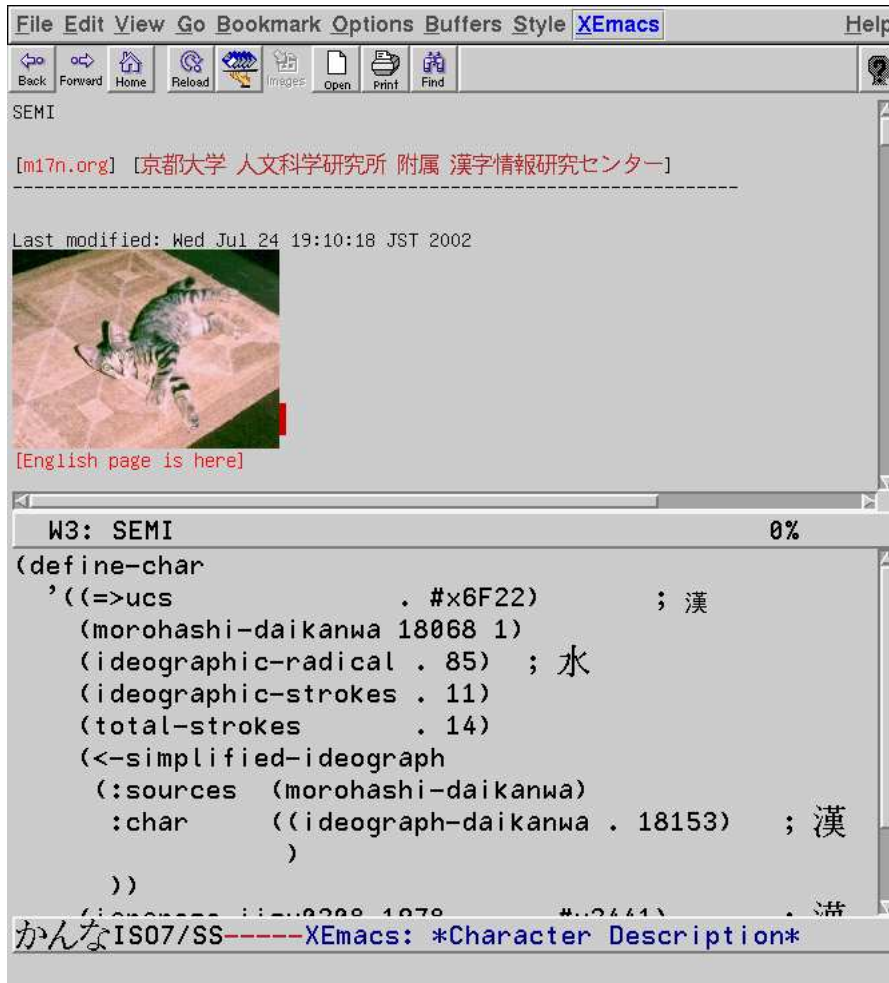 File Edit View Go Bookmark Options Buffers Style XEmacs Help
Back Forward Home Reload Images Open Print Find
SEMI
[m17n.org] [京都大学 人文科学研究所 附属 漢字情報研究センター]
--------------------------------------------------------------------
Last modified: Wed Jul 24 19:10:18 JST 2002
[English page is here]
W3: SEMI 0%
(define-char
'((=>ucs . #x6F22) ; 漢
(morohashi-daikanwa 18068 1)
(ideographic-radical . 85) ; 水
(ideographic-strokes . 11)
(total-strokes . 14)
(<-simplified-ideograph
(:sources (morohashi-daikanwa)
:char ((ideograph-daikanwa . 18153) ; 漢
)
))
かんなISO7/SS-----XEmacs: *Character Description*